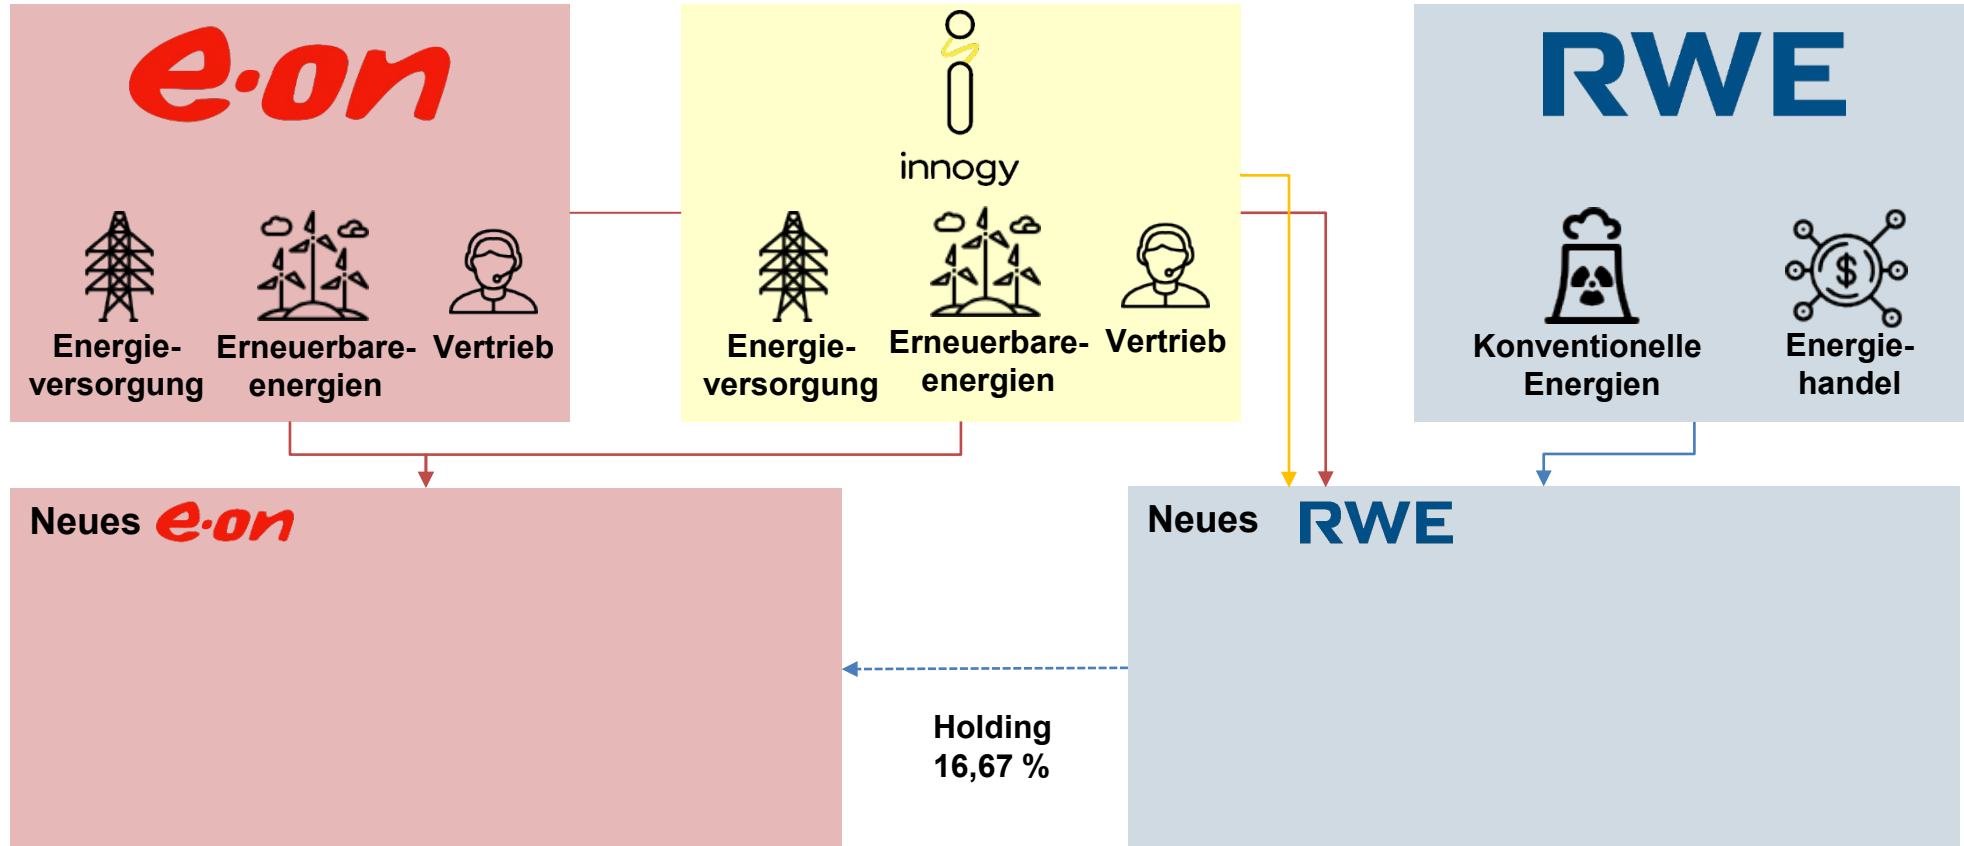 e·on
innogy
RWE
Energie-
versorgung
Erneuerbare-
energien
Vertrieb
Energie-
versorgung
Erneuerbare-
energien
Vertrieb
$
Konventionelle
Energien
Energie-
handel
Neues e·on
Neues RWE
Holding
16,67 %